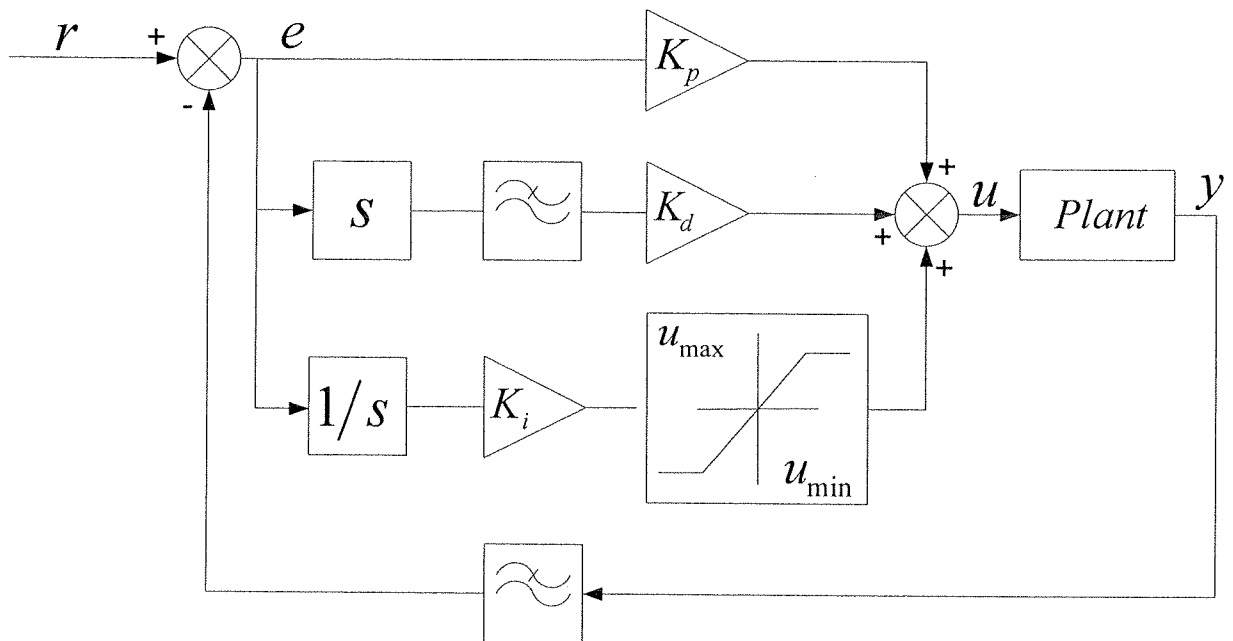 r
+
e
-
K_p
s
K_d
+
+
+
u
Plant
y
1/s
K_i
u_max
u_min